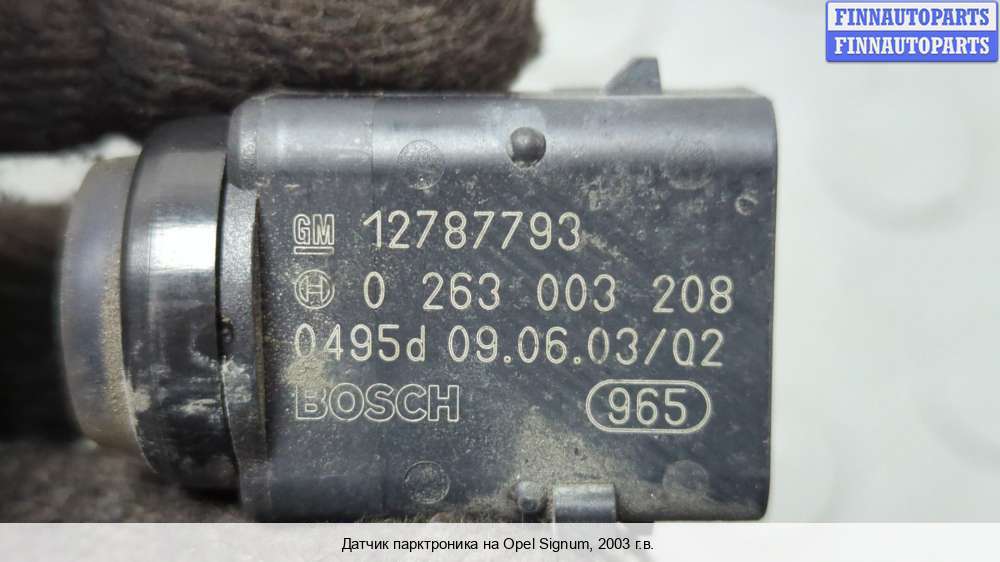 FINNAUTOPARTS
FINNAUTOPARTS
GM 12787793
0 263 003 208
0495d 09.06.03/Q2
BOSCH 965
Датчик парктроника на Opel Signum, 2003 г.в.